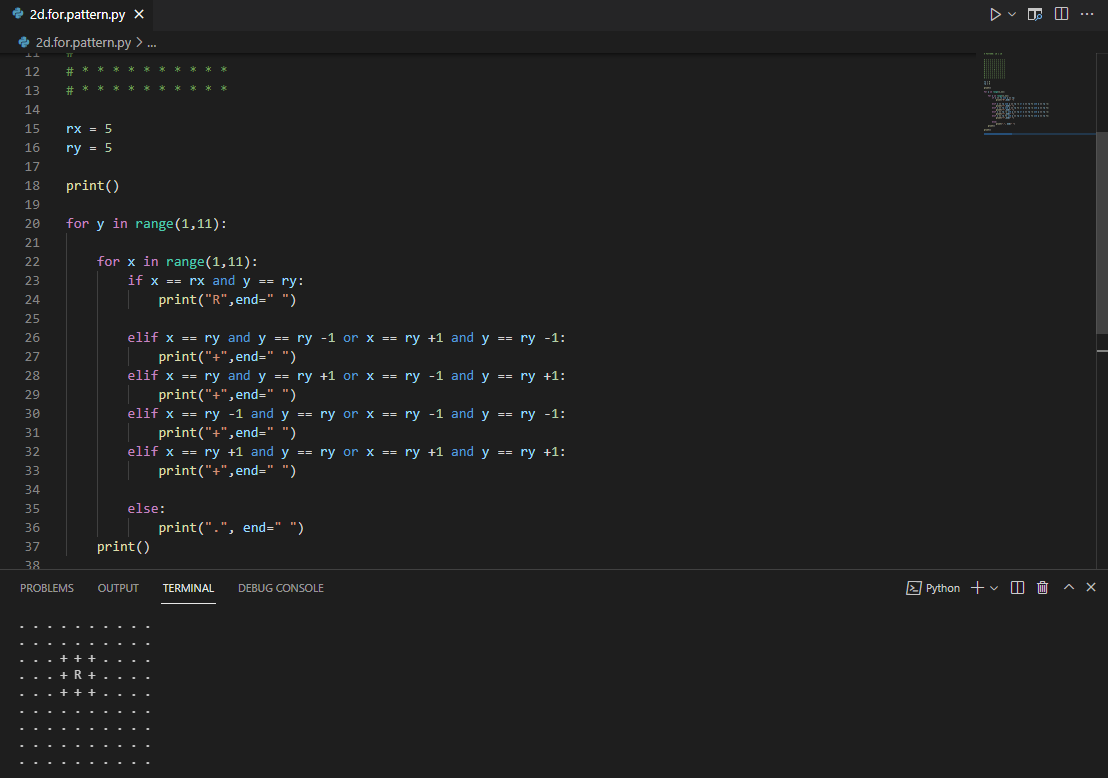 2d.for.pattern.py
2d.for.pattern.py > ...
11 #
12 # * * * * * * * * * *
13 # * * * * * * * * * *
14
15 rx = 5
16 ry = 5
17
18 print()
19
20 for y in range(1,11):
21
22     for x in range(1,11):
23         if x == rx and y == ry:
24             print("R",end=" ")
25
26         elif x == ry and y == ry -1 or x == ry +1 and y == ry -1:
27             print("+",end=" ")
28         elif x == ry and y == ry +1 or x == ry -1 and y == ry +1:
29             print("+",end=" ")
30         elif x == ry -1 and y == ry or x == ry -1 and y == ry -1:
31             print("+",end=" ")
32         elif x == ry +1 and y == ry or x == ry +1 and y == ry +1:
33             print("+",end=" ")
34
35         else:
36             print(".", end=" ")
37     print()
38
PROBLEMS OUTPUT TERMINAL DEBUG CONSOLE Python
. . . . . . . . . .
. . . . . . . . . .
. . . + + + . . . .
. . . + R + . . . .
. . . + + + . . . .
. . . . . . . . . .
. . . . . . . . . .
. . . . . . . . . .
. . . . . . . . . .